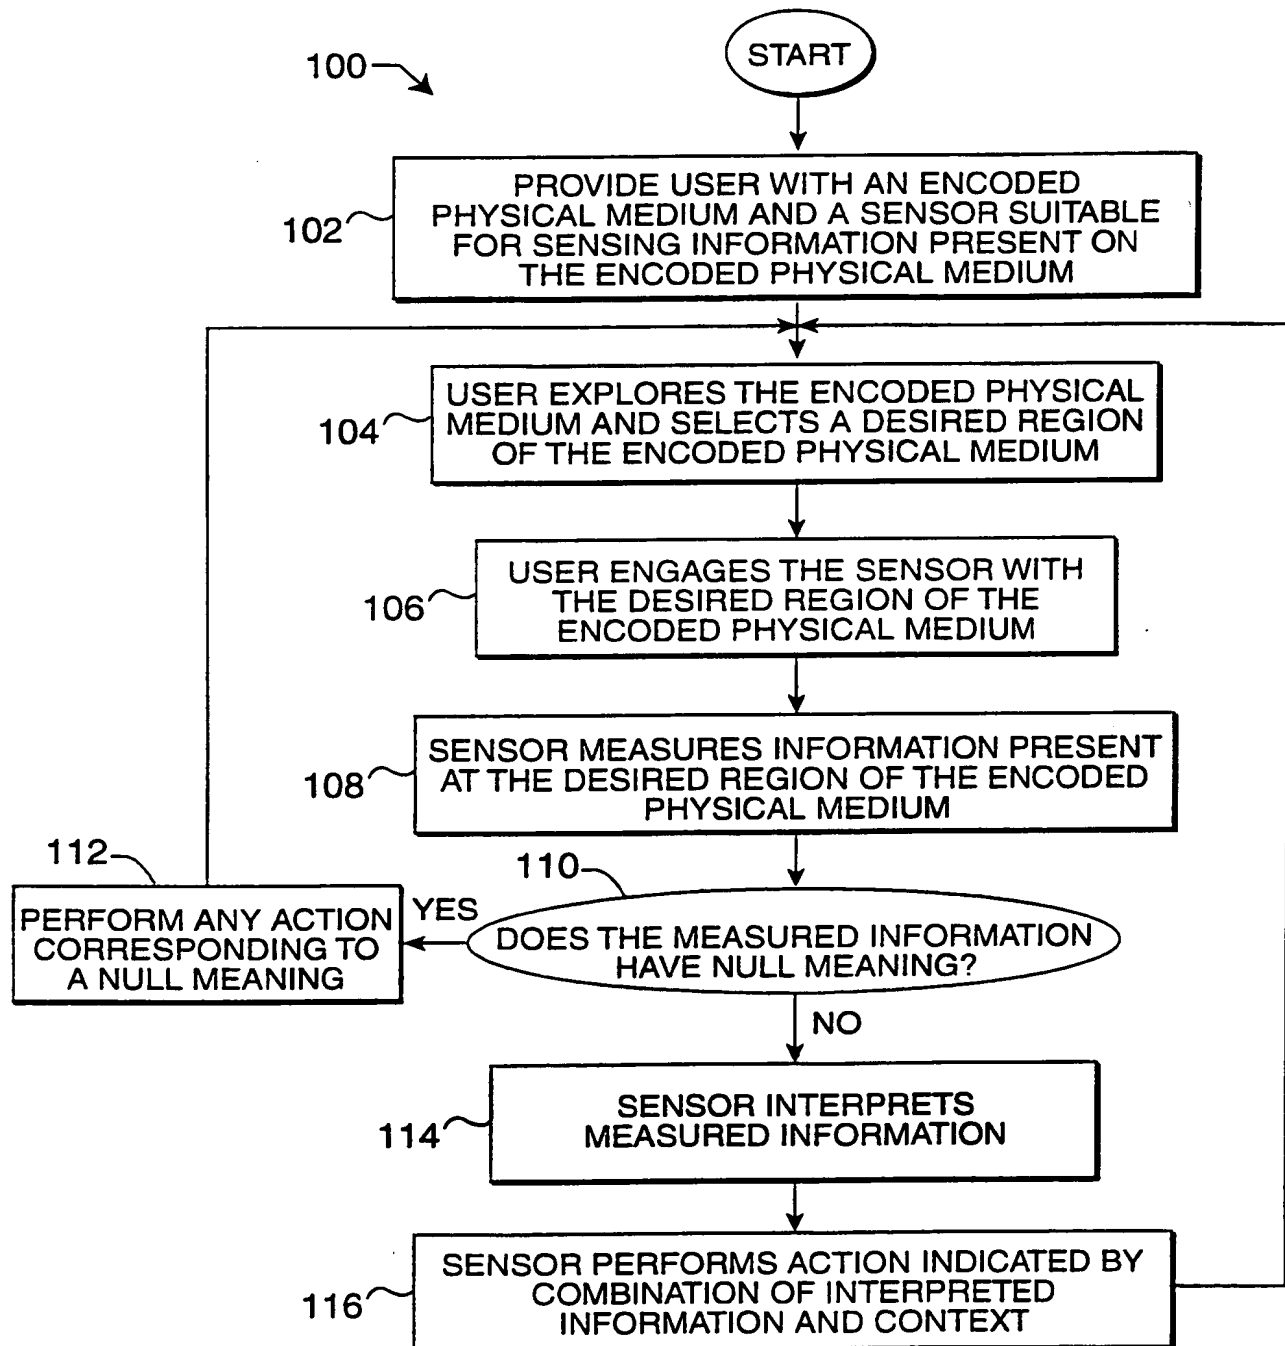 START
100
PROVIDE USER WITH AN ENCODED
PHYSICAL MEDIUM AND A SENSOR SUITABLE
FOR SENSING INFORMATION PRESENT ON
THE ENCODED PHYSICAL MEDIUM
102
USER EXPLORES THE ENCODED PHYSICAL
MEDIUM AND SELECTS A DESIRED REGION
OF THE ENCODED PHYSICAL MEDIUM
104
USER ENGAGES THE SENSOR WITH
THE DESIRED REGION OF THE
ENCODED PHYSICAL MEDIUM
106
SENSOR MEASURES INFORMATION PRESENT
AT THE DESIRED REGION OF THE ENCODED
PHYSICAL MEDIUM
108
110
DOES THE MEASURED INFORMATION
HAVE NULL MEANING?
YES
112
PERFORM ANY ACTION
CORRESPONDING TO
A NULL MEANING
NO
SENSOR INTERPRETS
MEASURED INFORMATION
114
SENSOR PERFORMS ACTION INDICATED BY
COMBINATION OF INTERPRETED
INFORMATION AND CONTEXT
116